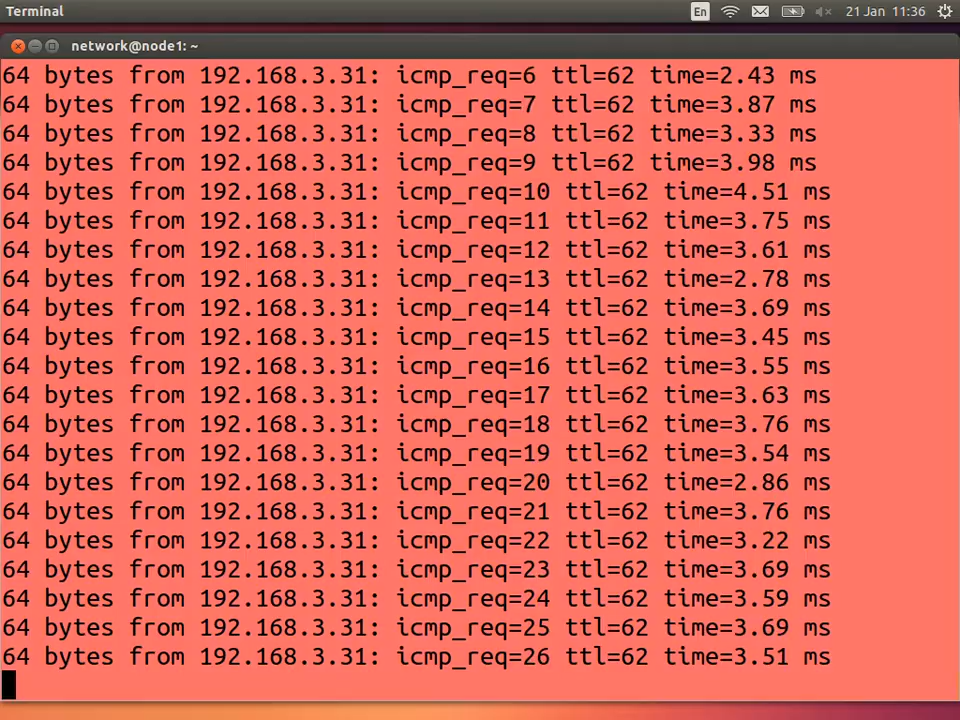 Terminal
En
21 Jan 11:36
network@node1: ~
64 bytes from 192.168.3.31: icmp_req=6 ttl=62 time=2.43 ms
64 bytes from 192.168.3.31: icmp_req=7 ttl=62 time=3.87 ms
64 bytes from 192.168.3.31: icmp_req=8 ttl=62 time=3.33 ms
64 bytes from 192.168.3.31: icmp_req=9 ttl=62 time=3.98 ms
64 bytes from 192.168.3.31: icmp_req=10 ttl=62 time=4.51 ms
64 bytes from 192.168.3.31: icmp_req=11 ttl=62 time=3.75 ms
64 bytes from 192.168.3.31: icmp_req=12 ttl=62 time=3.61 ms
64 bytes from 192.168.3.31: icmp_req=13 ttl=62 time=2.78 ms
64 bytes from 192.168.3.31: icmp_req=14 ttl=62 time=3.69 ms
64 bytes from 192.168.3.31: icmp_req=15 ttl=62 time=3.45 ms
64 bytes from 192.168.3.31: icmp_req=16 ttl=62 time=3.55 ms
64 bytes from 192.168.3.31: icmp_req=17 ttl=62 time=3.63 ms
64 bytes from 192.168.3.31: icmp_req=18 ttl=62 time=3.76 ms
64 bytes from 192.168.3.31: icmp_req=19 ttl=62 time=3.54 ms
64 bytes from 192.168.3.31: icmp_req=20 ttl=62 time=2.86 ms
64 bytes from 192.168.3.31: icmp_req=21 ttl=62 time=3.76 ms
64 bytes from 192.168.3.31: icmp_req=22 ttl=62 time=3.22 ms
64 bytes from 192.168.3.31: icmp_req=23 ttl=62 time=3.69 ms
64 bytes from 192.168.3.31: icmp_req=24 ttl=62 time=3.59 ms
64 bytes from 192.168.3.31: icmp_req=25 ttl=62 time=3.69 ms
64 bytes from 192.168.3.31: icmp_req=26 ttl=62 time=3.51 ms